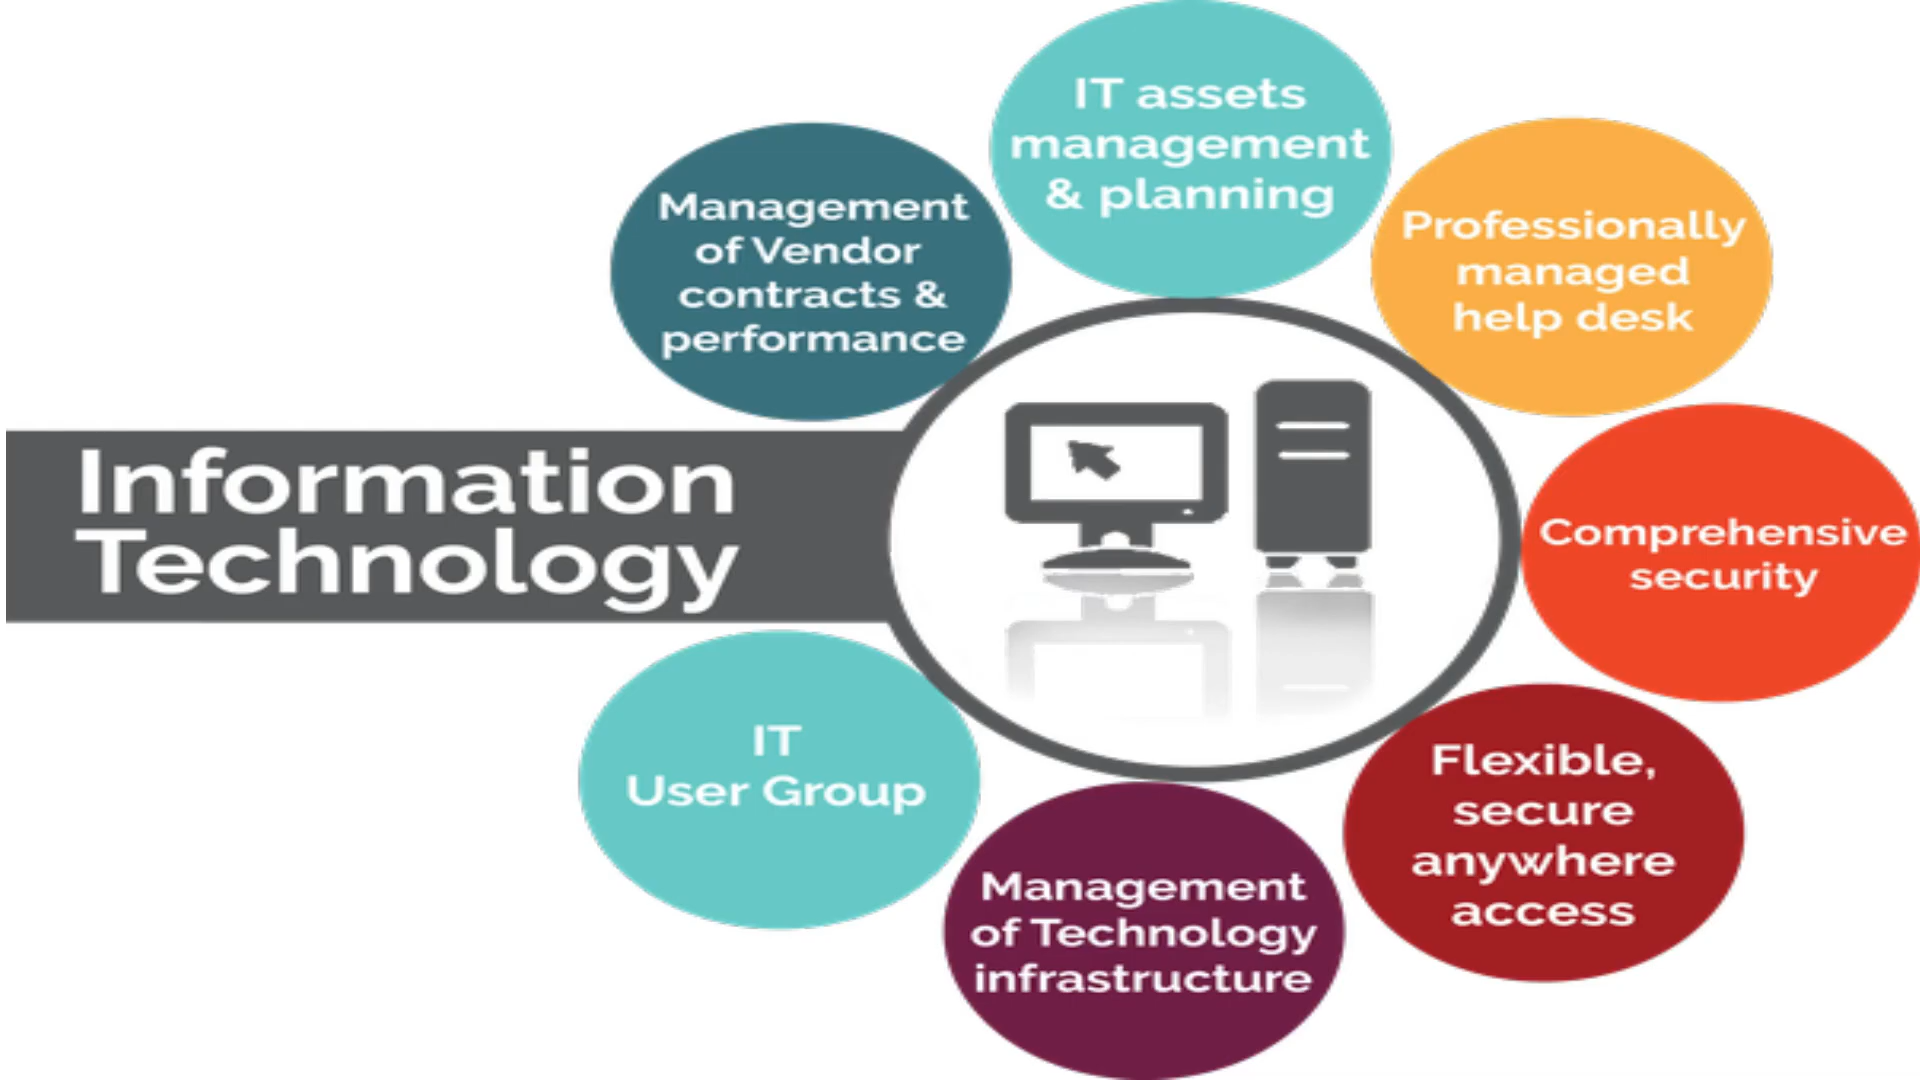 Information
Technology
Management
of Vendor
contracts &
performance
IT assets
management
& planning
Professionally
managed
help desk
Comprehensive
security
Flexible,
secure
anywhere
access
Management
of Technology
infrastructure
IT
User Group